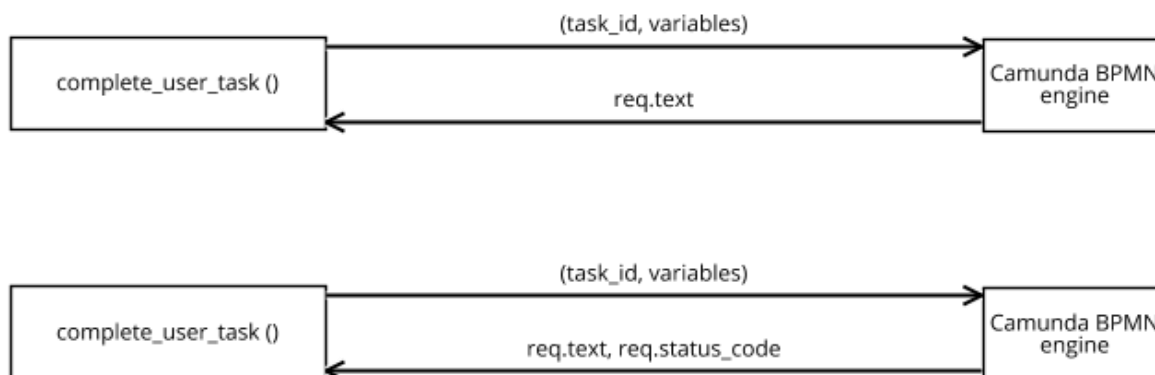 (task_id, variables)
complete_user_task ()
Camunda BPMN
engine
req.text
(task_id, variables)
complete_user_task ()
Camunda BPMN
engine
req.text, req.status_code